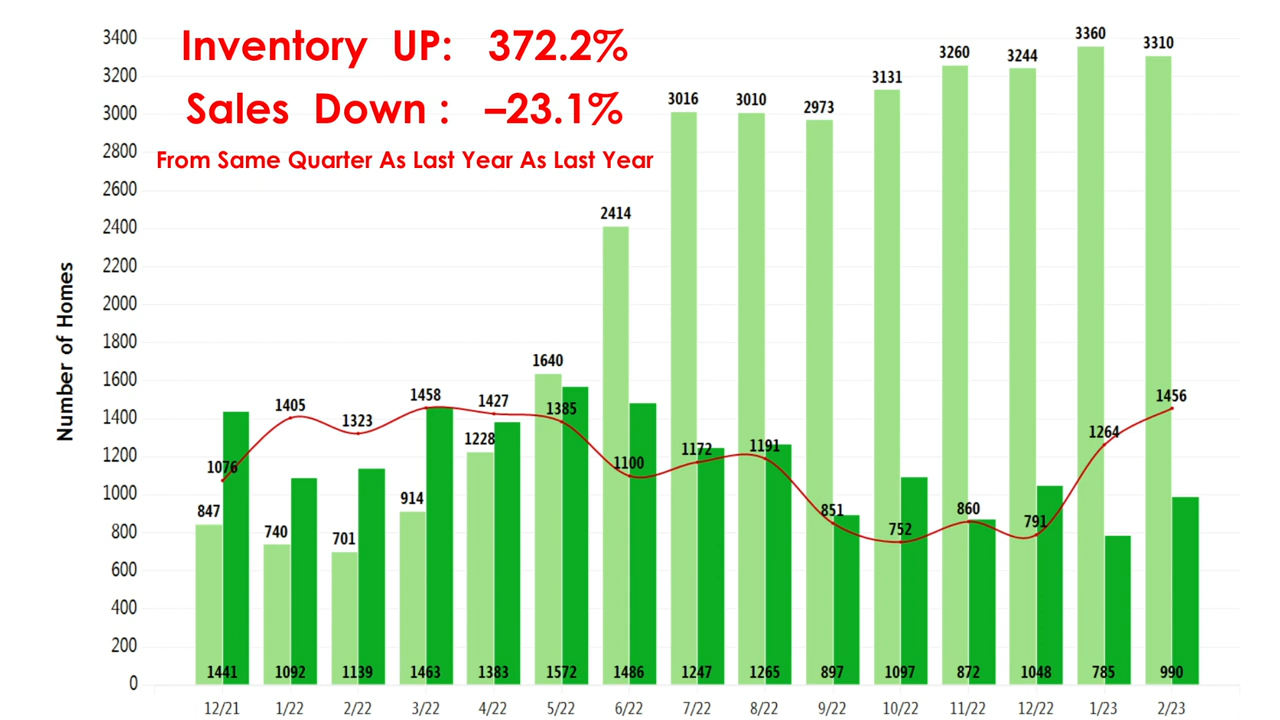 Inventory UP: 372.2%
Sales Down : –23.1%
From Same Quarter As Last Year As Last Year
Number of Homes
3400
3200
3000
2800
2600
2400
2200
2000
1800
1600
1400
1200
1000
800
600
400
200
0
847 740 701 914 1228 1640 2414 3016 3010 2973 3131 3260 3244 3360 3310
1076 1405 1323 1458 1427 1385 1100 1172 1191 851 752 860 791 1264 1456
1441 1092 1139 1463 1383 1572 1486 1247 1265 897 1097 872 1048 785 990
12/21 1/22 2/22 3/22 4/22 5/22 6/22 7/22 8/22 9/22 10/22 11/22 12/22 1/23 2/23